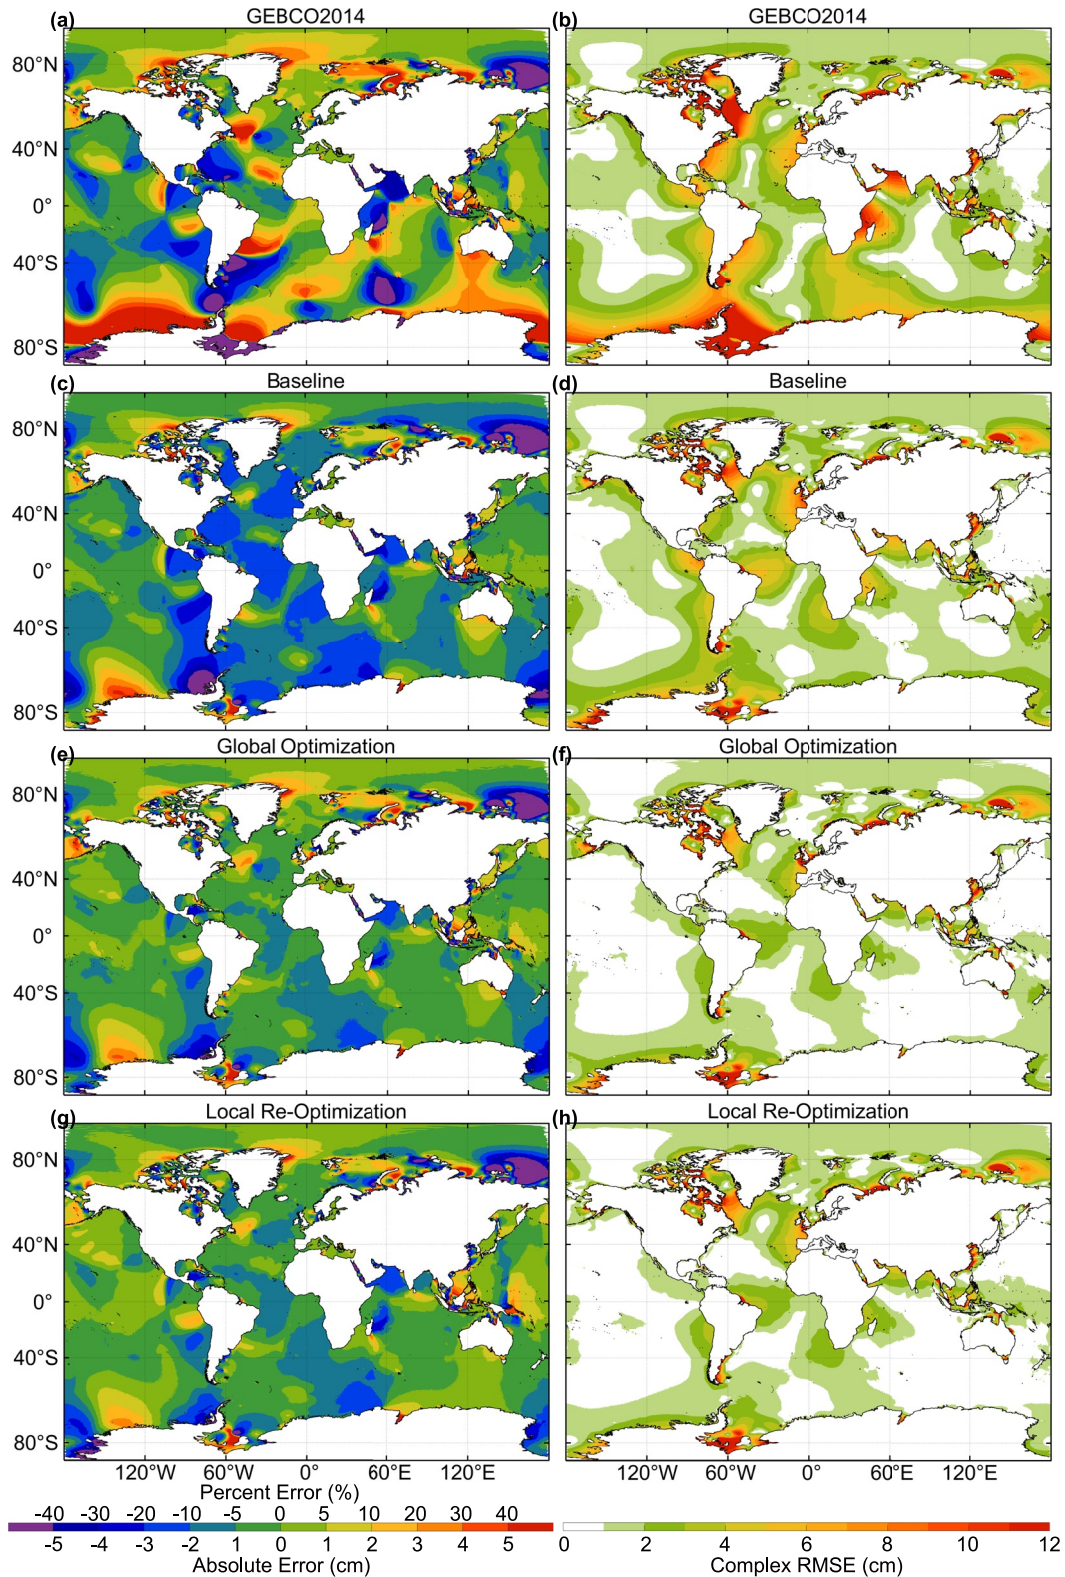 (a) GEBCO2014 (b) GEBCO2014
80°N
40°N
0°
40°S
80°S
(c) Baseline (d) Baseline
80°N
40°N
0°
40°S
80°S
(e) Global Optimization (f) Global Optimization
80°N
40°N
0°
40°S
80°S
(g) Local Re-Optimization (h) Local Re-Optimization
80°N
40°N
0°
40°S
80°S
120°W 60°W 0° 60°E 120°E 120°W 60°W 0° 60°E 120°E
Percent Error (%)
-40 -30 -20 -10 -5 0 5 10 20 30 40
-5 -4 -3 -2 -1 0 1 2 3 4 5
Absolute Error (cm)
0 2 4 6 8 10 12
Complex RMSE (cm)